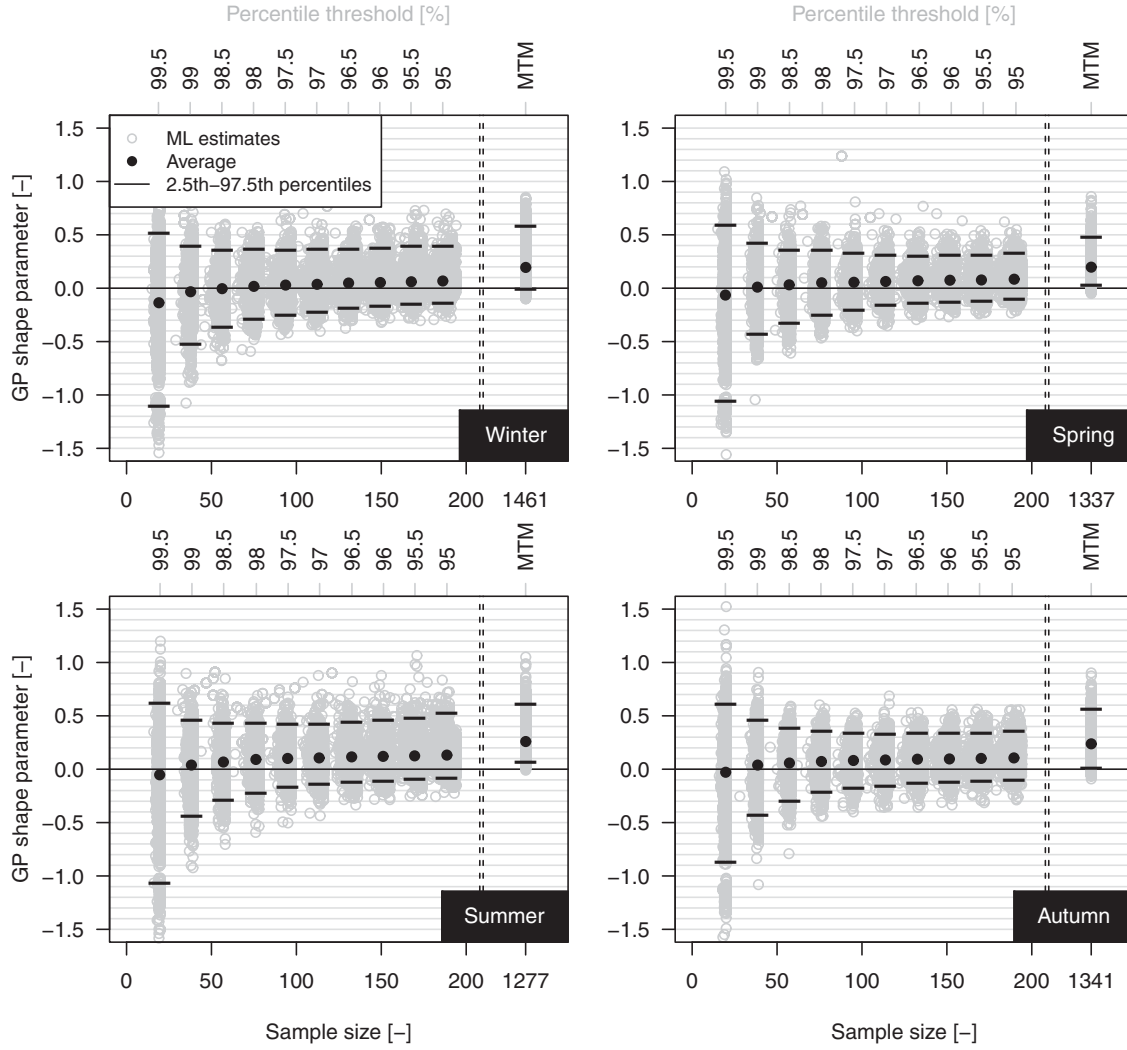 Percentile threshold [%] Percentile threshold [%]
99.5 99 98.5 98 97.5 97 96.5 96 95.5 95 MTM 99.5 99 98.5 98 97.5 97 96.5 96 95.5 95 MTM
GP shape parameter [−]
1.5 1.0 0.5 0.0 −0.5 −1.0 −1.5
ML estimates
Average
2.5th−97.5th percentiles
Winter
0 50 100 150 200 1461
1.5 1.0 0.5 0.0 −0.5 −1.0 −1.5
Spring
0 50 100 150 200 1337
99.5 99 98.5 98 97.5 97 96.5 96 95.5 95 MTM 99.5 99 98.5 98 97.5 97 96.5 96 95.5 95 MTM
GP shape parameter [−]
1.5 1.0 0.5 0.0 −0.5 −1.0 −1.5
Summer
0 50 100 150 200 1277
1.5 1.0 0.5 0.0 −0.5 −1.0 −1.5
Autumn
0 50 100 150 200 1341
Sample size [−] Sample size [−]